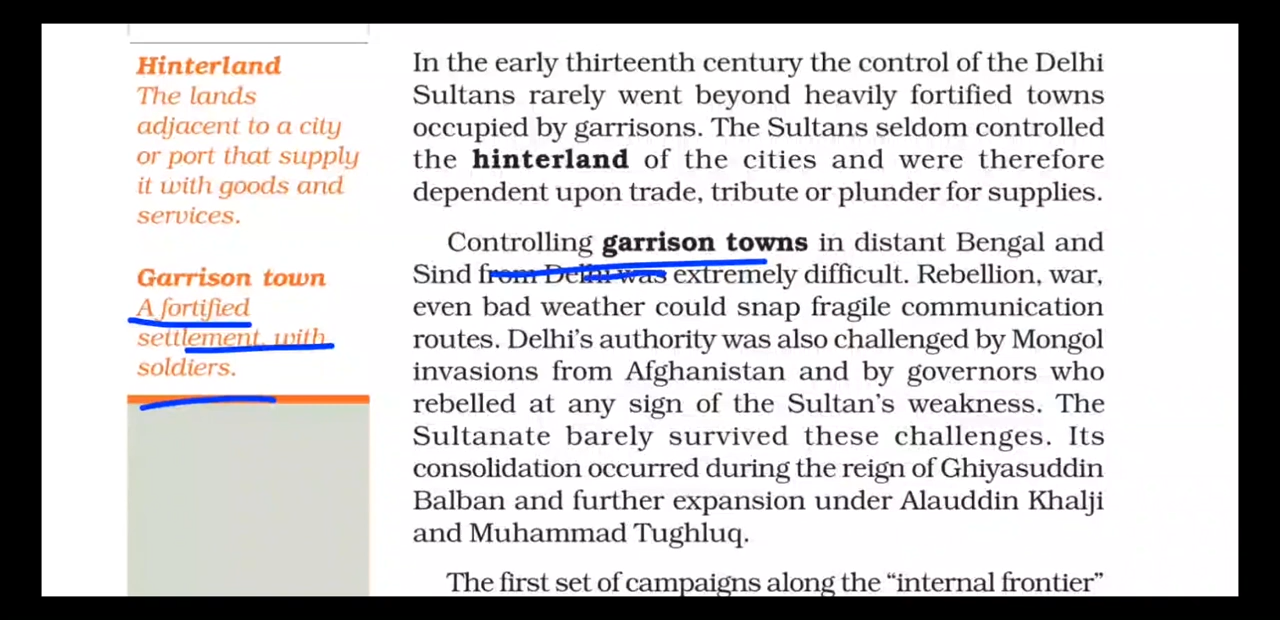 Hinterland
The lands
adjacent to a city
or port that supply
it with goods and
services.
Garrison town
A fortified
settlement with
soldiers.
In the early thirteenth century the control of the Delhi
Sultans rarely went beyond heavily fortified towns
occupied by garrisons. The Sultans seldom controlled
the hinterland of the cities and were therefore
dependent upon trade, tribute or plunder for supplies.
Controlling garrison towns in distant Bengal and
Sind from Delhi was extremely difficult. Rebellion, war,
even bad weather could snap fragile communication
routes. Delhi's authority was also challenged by Mongol
invasions from Afghanistan and by governors who
rebelled at any sign of the Sultan's weakness. The
Sultanate barely survived these challenges. Its
consolidation occurred during the reign of Ghiyasuddin
Balban and further expansion under Alauddin Khalji
and Muhammad Tughluq.
The first set of campaigns along the “internal frontier”